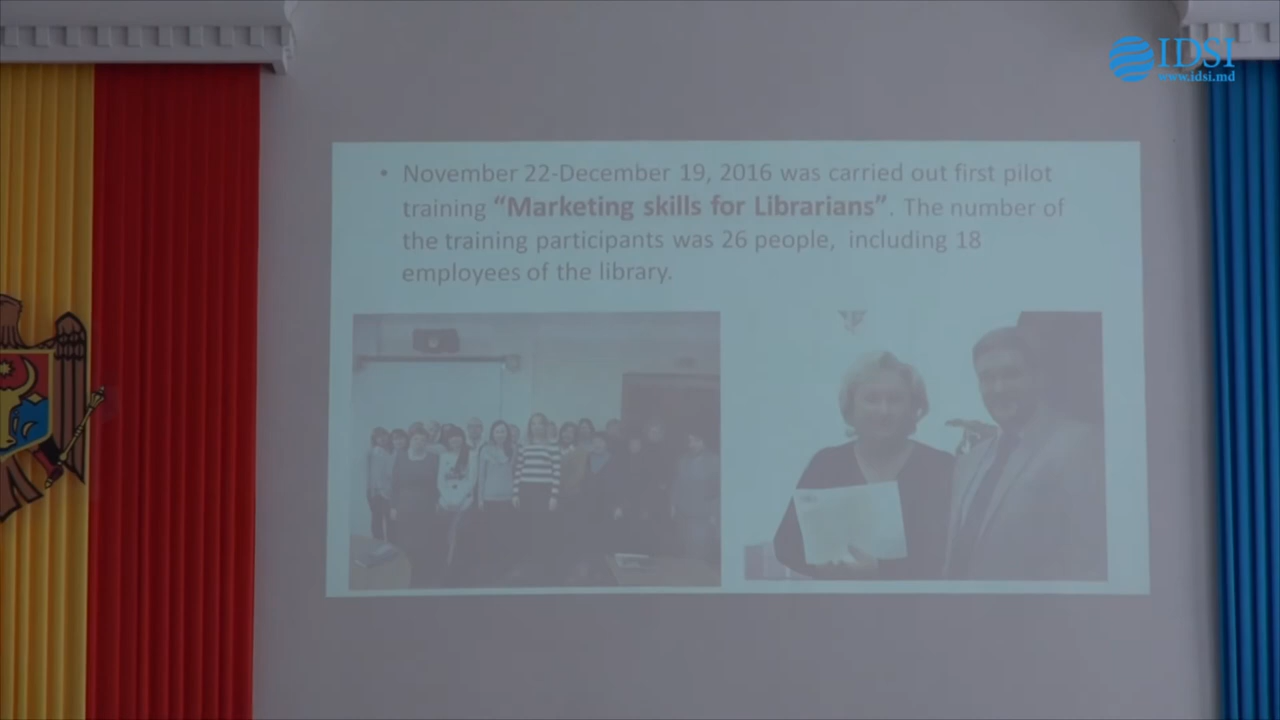 IDSI
www.idsi.md
• November 22-December 19, 2016 was carried out first pilot
training “Marketing skills for Librarians”. The number of
the training participants was 26 people, including 18
employees of the library.